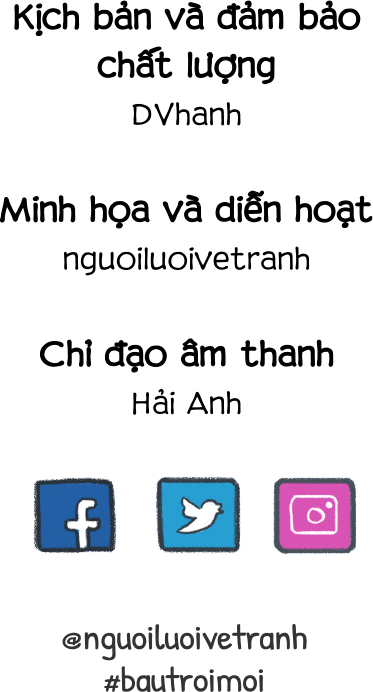 Kịch bản và đảm bảo
chất lượng
DVhanh
Minh họa và diễn hoạt
nguoiluoivetranh
Chỉ đạo âm thanh
Hải Anh
@nguoiluoivetranh
#bautroimoi